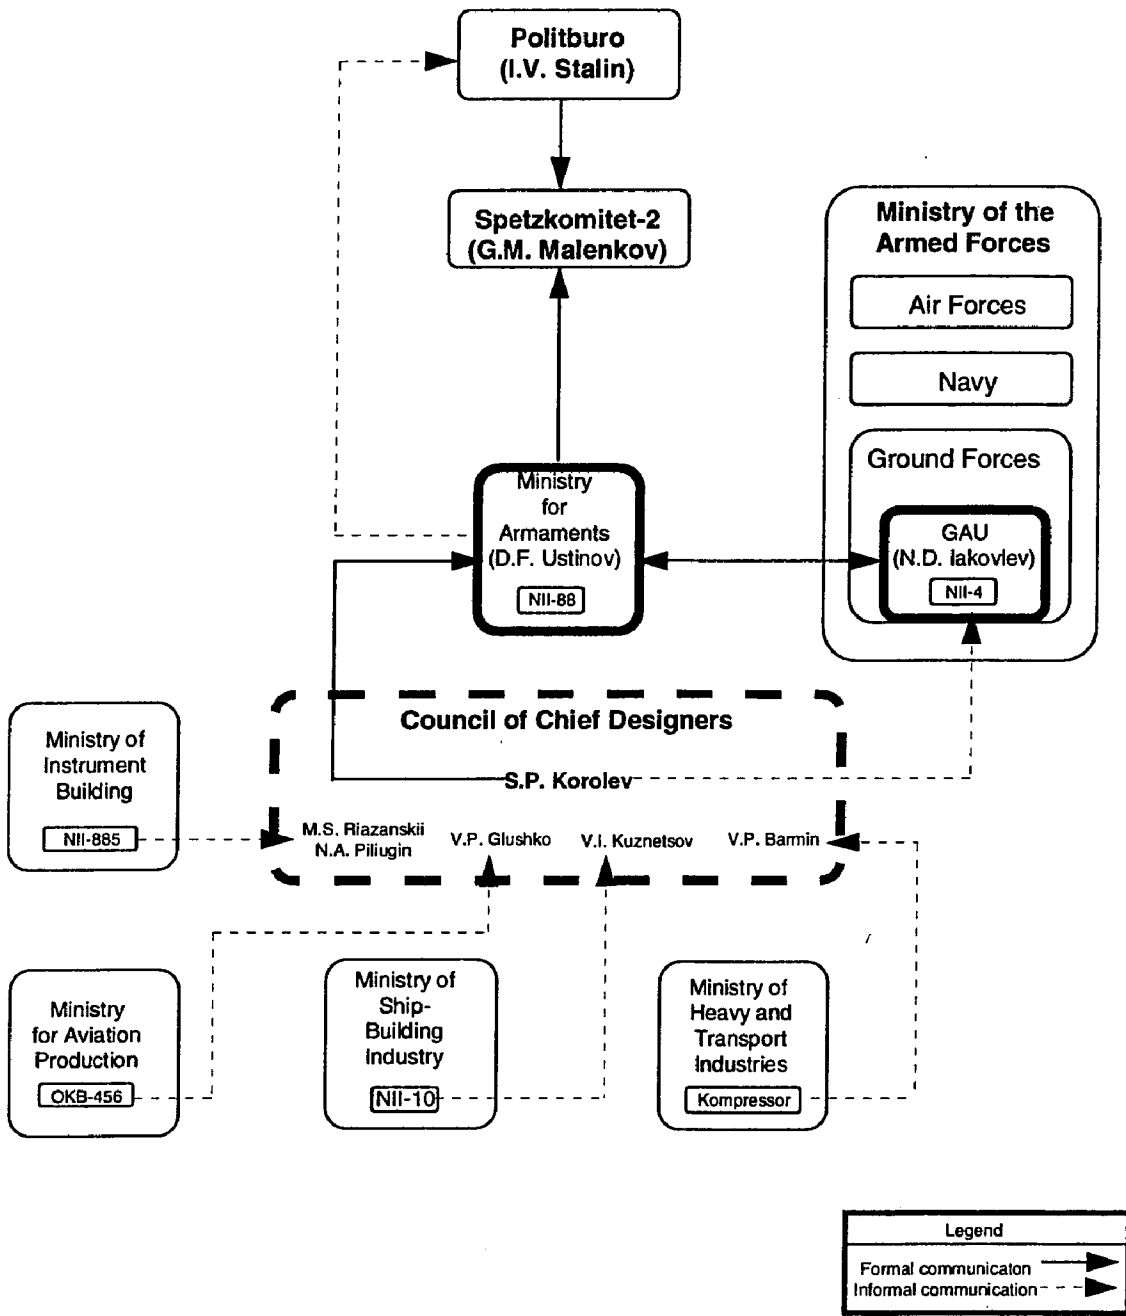 Politburo
(I.V. Stalin)
Spetzkomitet-2
(G.M. Malenkov)
Ministry of the
Armed Forces
Air Forces
Navy
Ground Forces
GAU
(N.D. Iakovlev)
NII-4
Ministry
for
Armaments
(D.F. Ustinov)
NII-88
Council of Chief Designers
S.P. Korolev
M.S. Riazanskii
N.A. Piliugin
V.P. Glushko
V.I. Kuznetsov
V.P. Barmin
Ministry of
Instrument
Building
NII-885
Ministry
for Aviation
Production
OKB-456
Ministry of
Ship-
Building
Industry
NII-10
Ministry of
Heavy and
Transport
Industries
Kompressor
Legend
Formal communicaton
Informal communication